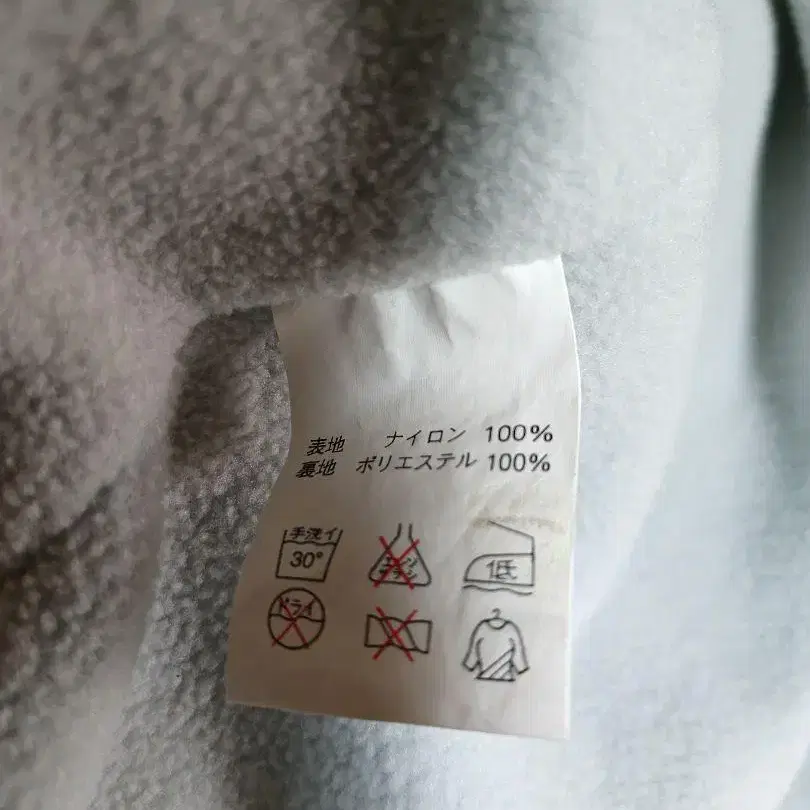 表地 ナイロン 100%
裏地 ポリエステル 100%
手洗イ
30°
低
ドライ